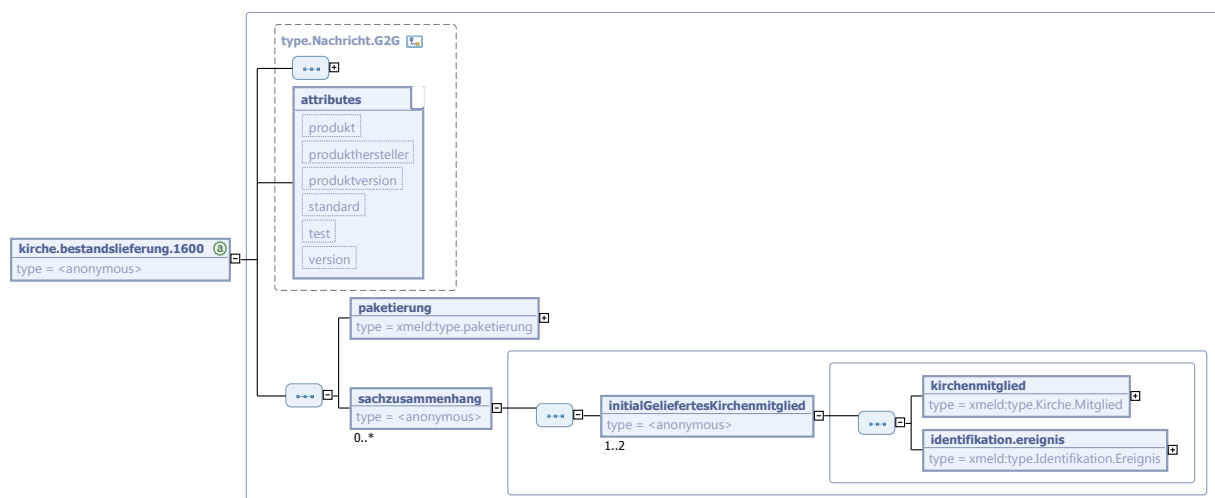 type.Nachricht.G2G
attributes
produkt
produkthersteller
produktversion
standard
test
version
kirche.bestandslieferung.1600 a
type = <anonymous>
paketierung
type = xmeld:type.paketierung
sachzusammenhang
type = <anonymous>
0..*
initialGeliefertesKirchenmitglied
type = <anonymous>
1..2
kirchenmitglied
type = xmeld:type.Kirche.Mitglied
identifikation.ereignis
type = xmeld:type.Identifikation.Ereignis